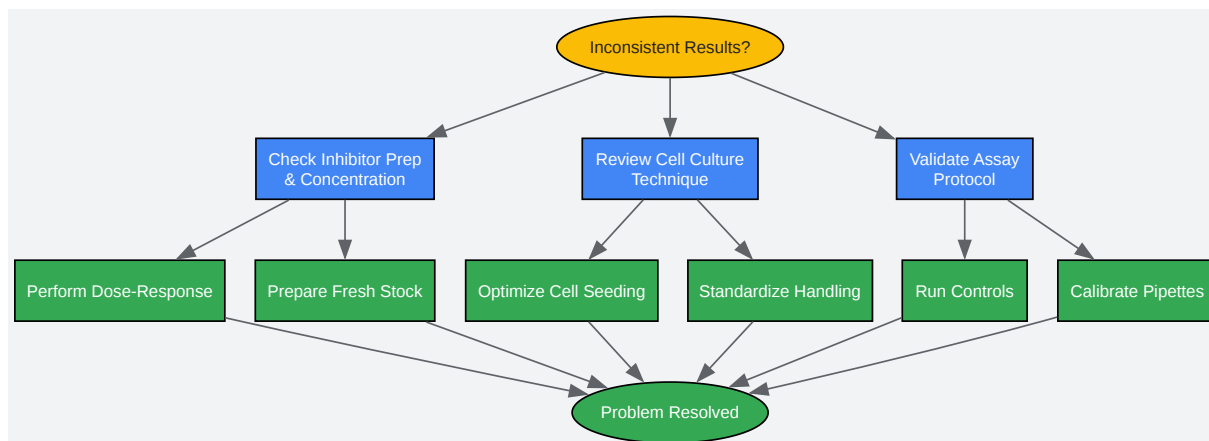 Inconsistent Results?
Check Inhibitor Prep
& Concentration
Review Cell Culture
Technique
Validate Assay
Protocol
Perform Dose-Response
Prepare Fresh Stock
Optimize Cell Seeding
Standardize Handling
Run Controls
Calibrate Pipettes
Problem Resolved